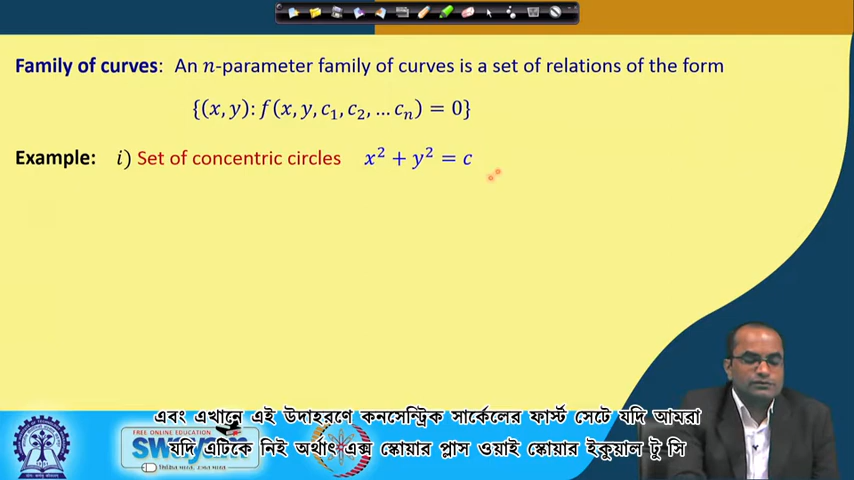 Family of curves: An n-parameter family of curves is a set of relations of the form
{(x, y): f(x, y, c₁, c₂, … cₙ) = 0}
Example: i) Set of concentric circles x² + y² = c
এবং এখানে এই উদাহরণে কনসেন্ট্রিক সার্কেলের ফার্স্ট সেটে যদি আমরা
যদি এটিকে নিই অর্থাৎ এক্স স্কোয়ার প্লাস ওয়াই স্কোয়ার ইকুয়াল টু সি
FREE ONLINE EDUCATION
swayam